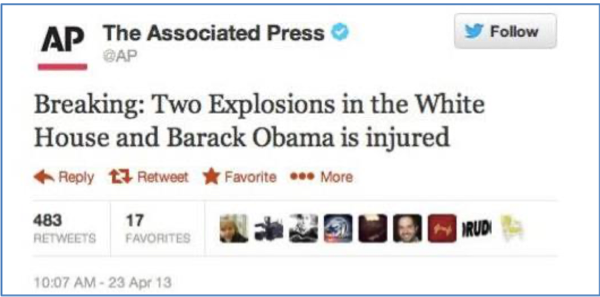 AP The Associated Press
@AP
Follow
Breaking: Two Explosions in the White
House and Barack Obama is injured
Reply Retweet Favorite More
483 17
RETWEETS FAVORITES
10:07 AM - 23 Apr 13